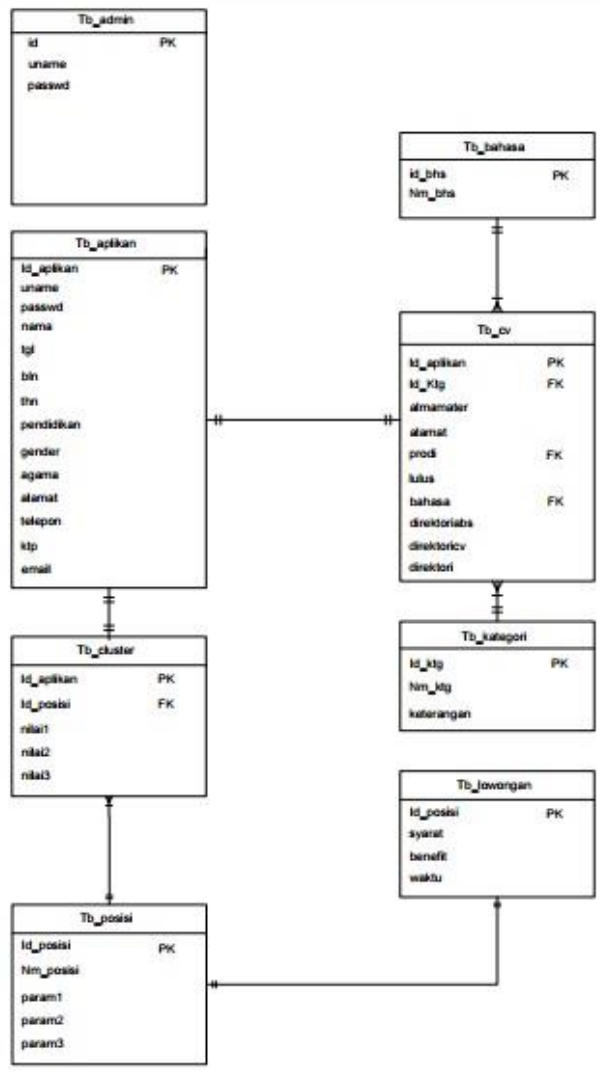 Tb_admin
id PK
uname
passwd
Tb_bahasa
id_bhs PK
Nm_bhs
Tb_aplikan
Id_aplikan PK
uname
passwd
nama
tgl
bln
thn
pendidikan
gender
agama
alamat
telepon
ktp
email
Tb_cv
Id_aplikan PK
Id_Ktg FK
almamater
alamat
prodi FK
lulus
bahasa FK
direktoriabs
direktoricv
direktori
Tb_cluster
Id_aplikan PK
Id_posisi FK
nilai1
nilai2
nilai3
Tb_kategori
Id_ktg PK
Nm_ktg
keterangan
Tb_lowongan
Id_posisi PK
syarat
benefit
waktu
Tb_posisi
Id_posisi PK
Nm_posisi
param1
param2
param3